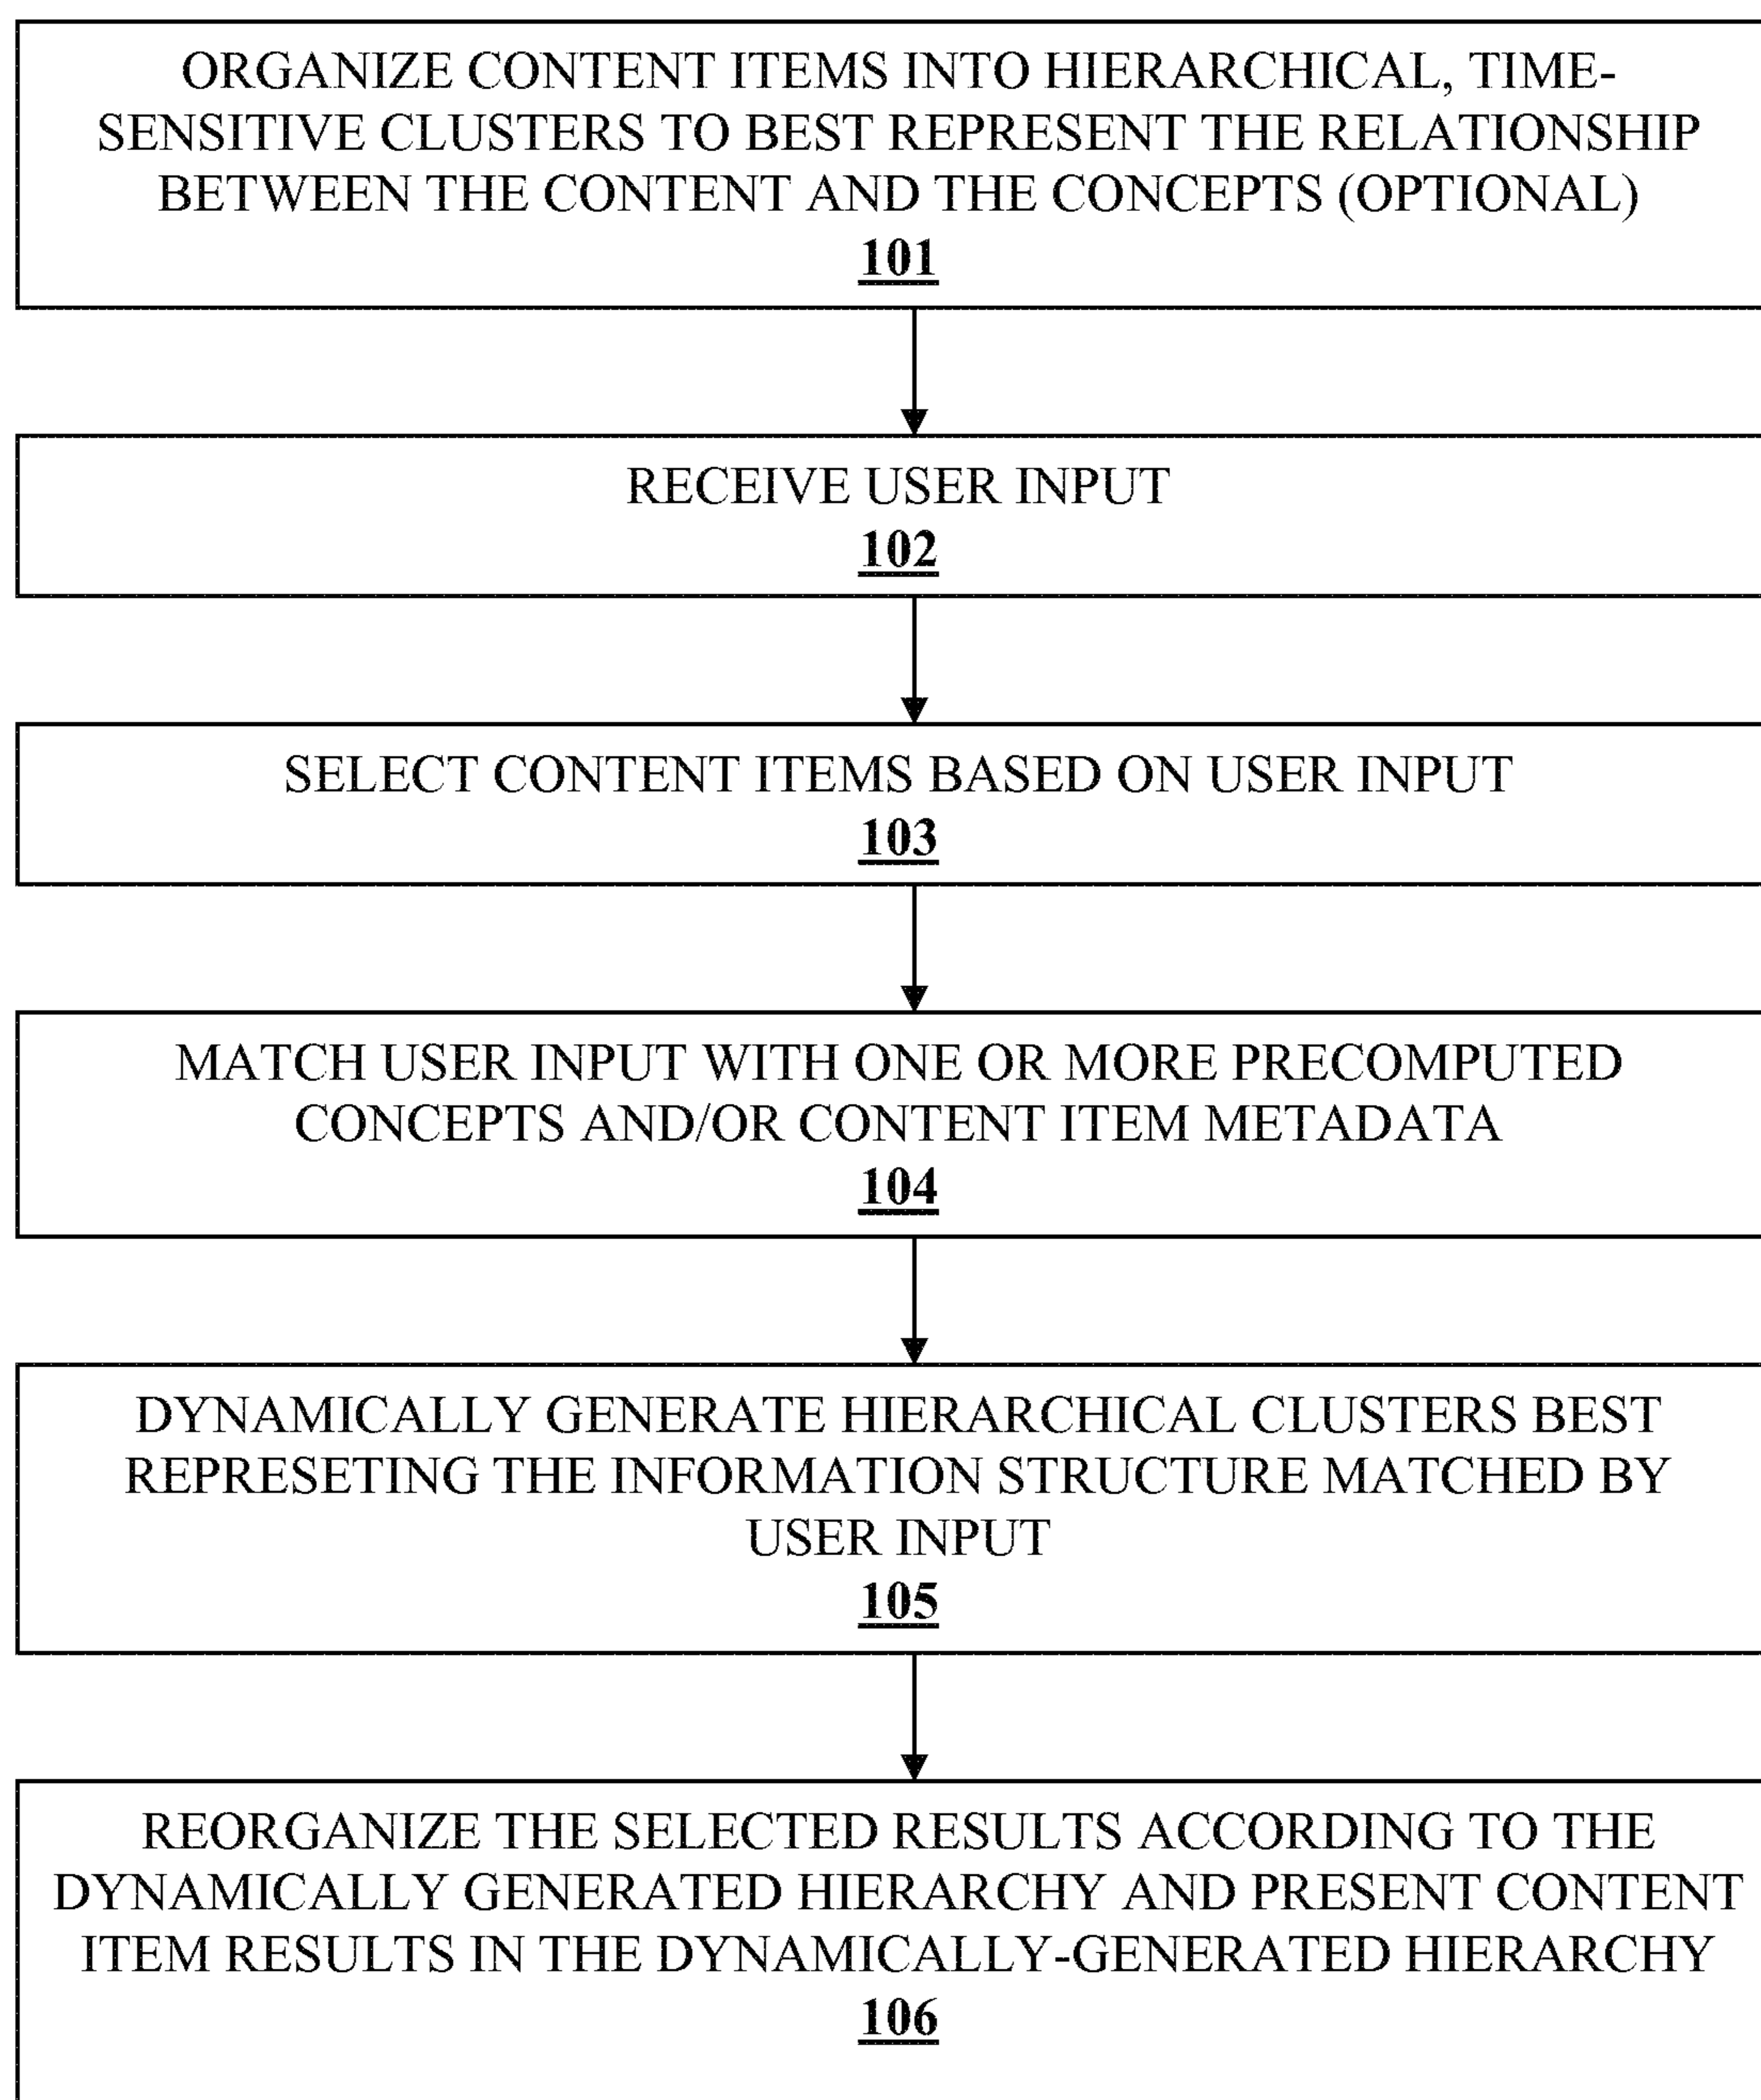 ORGANIZE CONTENT ITEMS INTO HIERARCHICAL, TIME-
SENSITIVE CLUSTERS TO BEST REPRESENT THE RELATIONSHIP
BETWEEN THE CONTENT AND THE CONCEPTS (OPTIONAL)
101
RECEIVE USER INPUT
102
SELECT CONTENT ITEMS BASED ON USER INPUT
103
MATCH USER INPUT WITH ONE OR MORE PRECOMPUTED
CONCEPTS AND/OR CONTENT ITEM METADATA
104
DYNAMICALLY GENERATE HIERARCHICAL CLUSTERS BEST
REPRESETING THE INFORMATION STRUCTURE MATCHED BY
USER INPUT
105
REORGANIZE THE SELECTED RESULTS ACCORDING TO THE
DYNAMICALLY GENERATED HIERARCHY AND PRESENT CONTENT
ITEM RESULTS IN THE DYNAMICALLY-GENERATED HIERARCHY
106